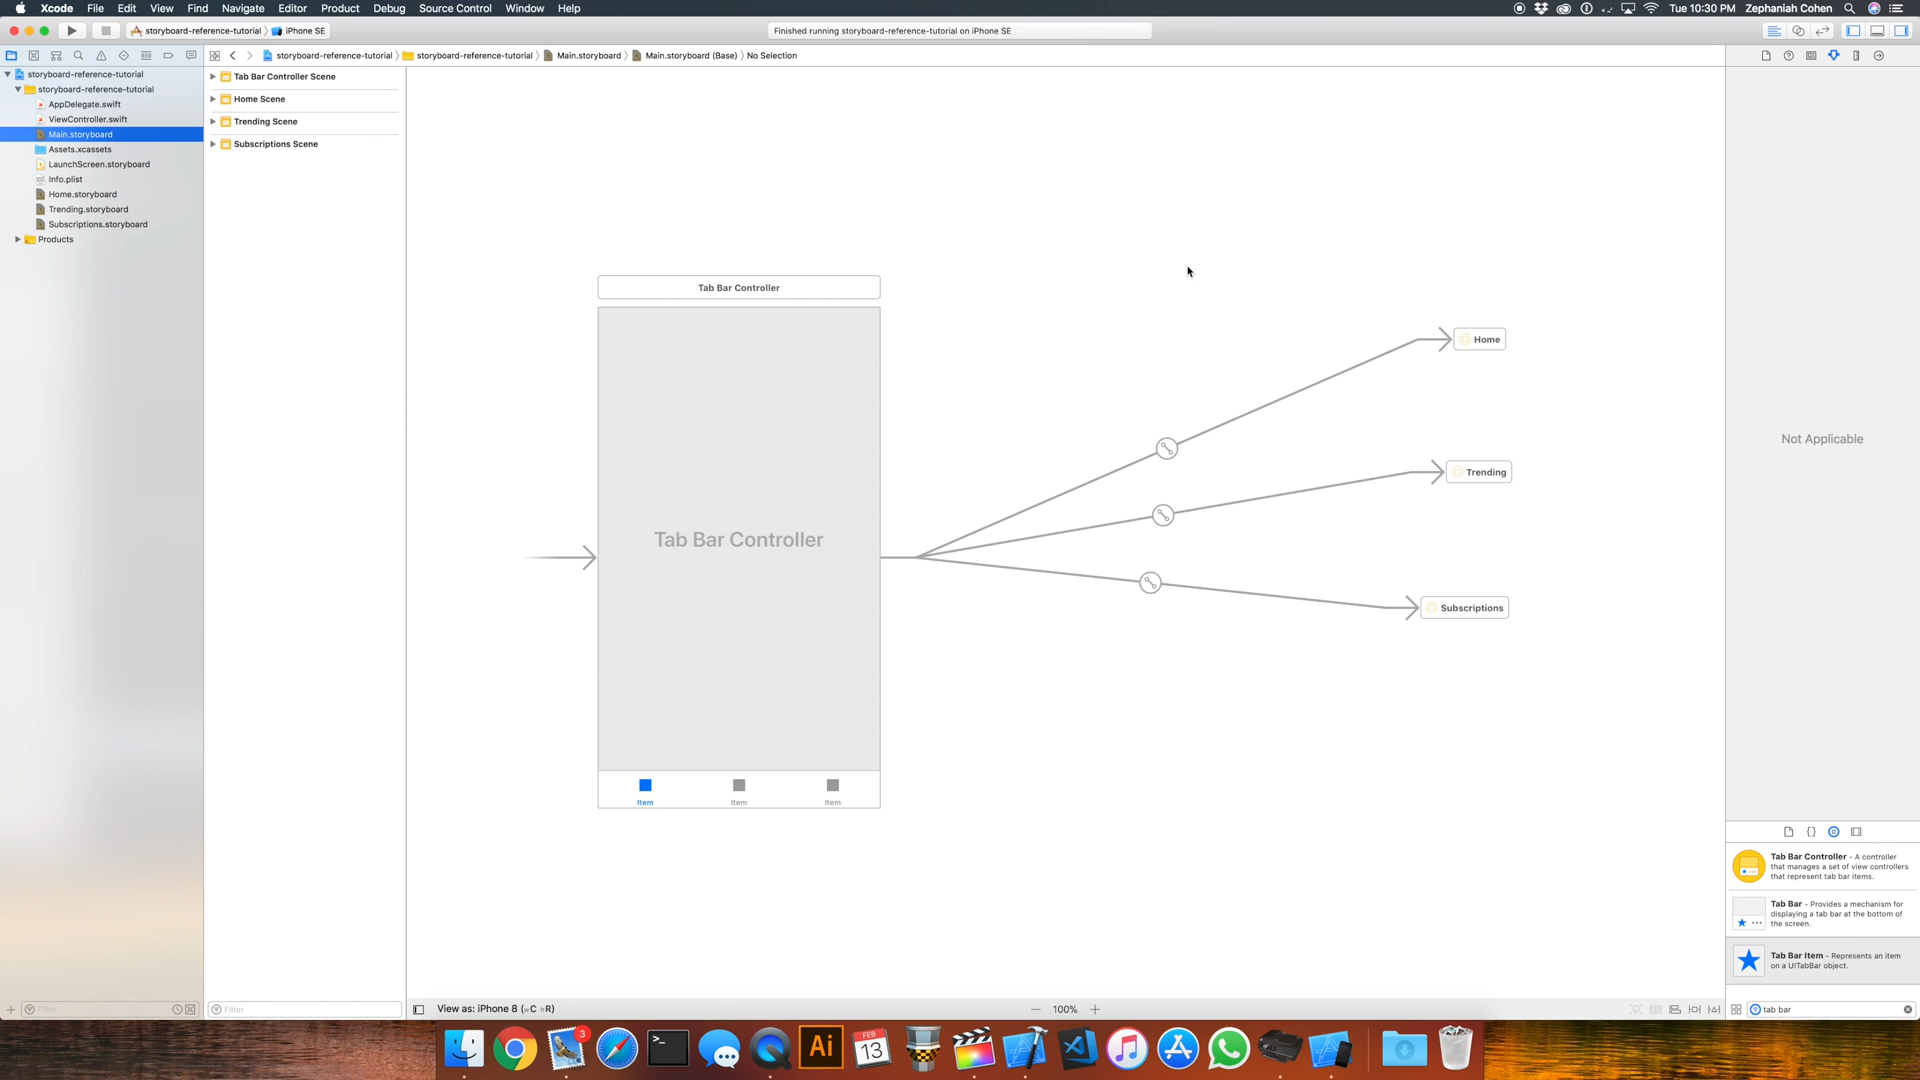 Xcode File Edit View Find Navigate Editor Product Debug Source Control Window Help
Tue 10:30 PM Zephaniah Cohen
storyboard-reference-tutorial iPhone SE
Finished running storyboard-reference-tutorial on iPhone SE
storyboard-reference-tutorial storyboard-reference-tutorial Main.storyboard Main.storyboard (Base) No Selection
storyboard-reference-tutorial
storyboard-reference-tutorial
AppDelegate.swift
ViewController.swift
Main.storyboard
Assets.xcassets
LaunchScreen.storyboard
Info.plist
Home.storyboard
Trending.storyboard
Subscriptions.storyboard
Products
Tab Bar Controller Scene
Home Scene
Trending Scene
Subscriptions Scene
Tab Bar Controller
Tab Bar Controller
Item Item Item
Home
Trending
Subscriptions
Not Applicable
Tab Bar Controller - A controller
that manages a set of view controllers
that represent tab bar items.
Tab Bar - Provides a mechanism for
displaying a tab bar at the bottom of
the screen.
Tab Bar Item - Represents an item
on a UITabBar object.
Filter
Filter
View as: iPhone 8 (wC hR)
100%
tab bar
3
Ai
FEB
13